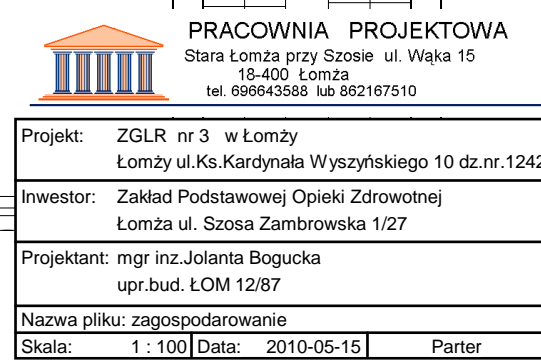 PRACOWNIA PROJEKTOWA
Stara Łomża przy Szosie ul. Wąka 15
18-400 Łomża
tel. 696643588 lub 862167510
Projekt: ZGLR nr 3 w Łomży
Łomży ul.Ks.Kardynała Wyszyńskiego 10 dz.nr.1242
Inwestor: Zakład Podstawowej Opieki Zdrowotnej
Łomża ul. Szosa Zambrowska 1/27
Projektant: mgr inz.Jolanta Bogucka
upr.bud. ŁOM 12/87
Nazwa pliku: zagospodarowanie
Skala: 1 : 100 Data: 2010-05-15 Parter